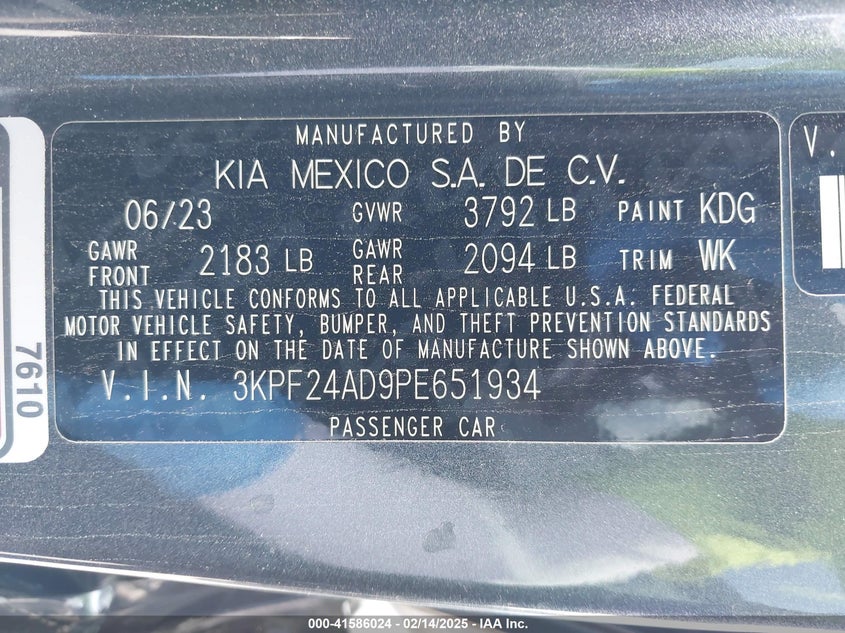 MANUFACTURED BY
KIA MEXICO S.A. DE C.V.
06/23 GVWR 3792 LB PAINT KDG
GAWR FRONT 2183 LB GAWR REAR 2094 LB TRIM WK
THIS VEHICLE CONFORMS TO ALL APPLICABLE U.S.A. FEDERAL
MOTOR VEHICLE SAFETY, BUMPER, AND THEFT PREVENTION STANDARDS
IN EFFECT ON THE DATE OF MANUFACTURE SHOWN ABOVE.
V.I.N. 3KPF24AD9PE651934
PASSENGER CAR
7610
V.
000-41586024 - 02/14/2025 - IAA Inc.